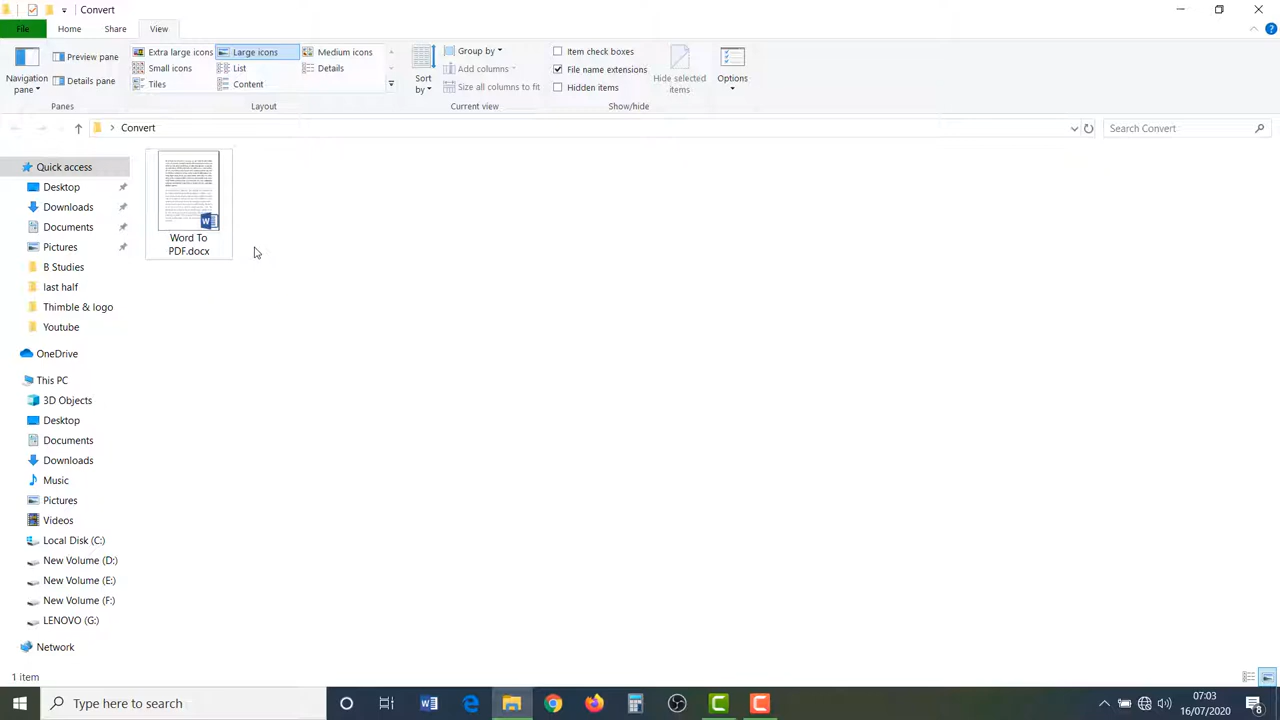 Convert
File
Home
Share
View
Navigation
pane
Preview pane
Details pane
Panes
Extra large icons
Large icons
Medium icons
Small icons
List
Details
Tiles
Content
Layout
Sort
by
Group by
Add columns
Size all columns to fit
Current view
Item check boxes
File name extensions
Hidden items
Hide selected
items
Show/hide
Options
Convert
Search Convert
Quick access
Desktop
Downloads
Documents
Pictures
B Studies
last half
Thimble & logo
Youtube
OneDrive
This PC
3D Objects
Desktop
Documents
Downloads
Music
Pictures
Videos
Local Disk (C:)
New Volume (D:)
New Volume (E:)
New Volume (F:)
LENOVO (G:)
Network
Word To
PDF.docx
1 item
Type here to search
07:03
16/07/2020
8